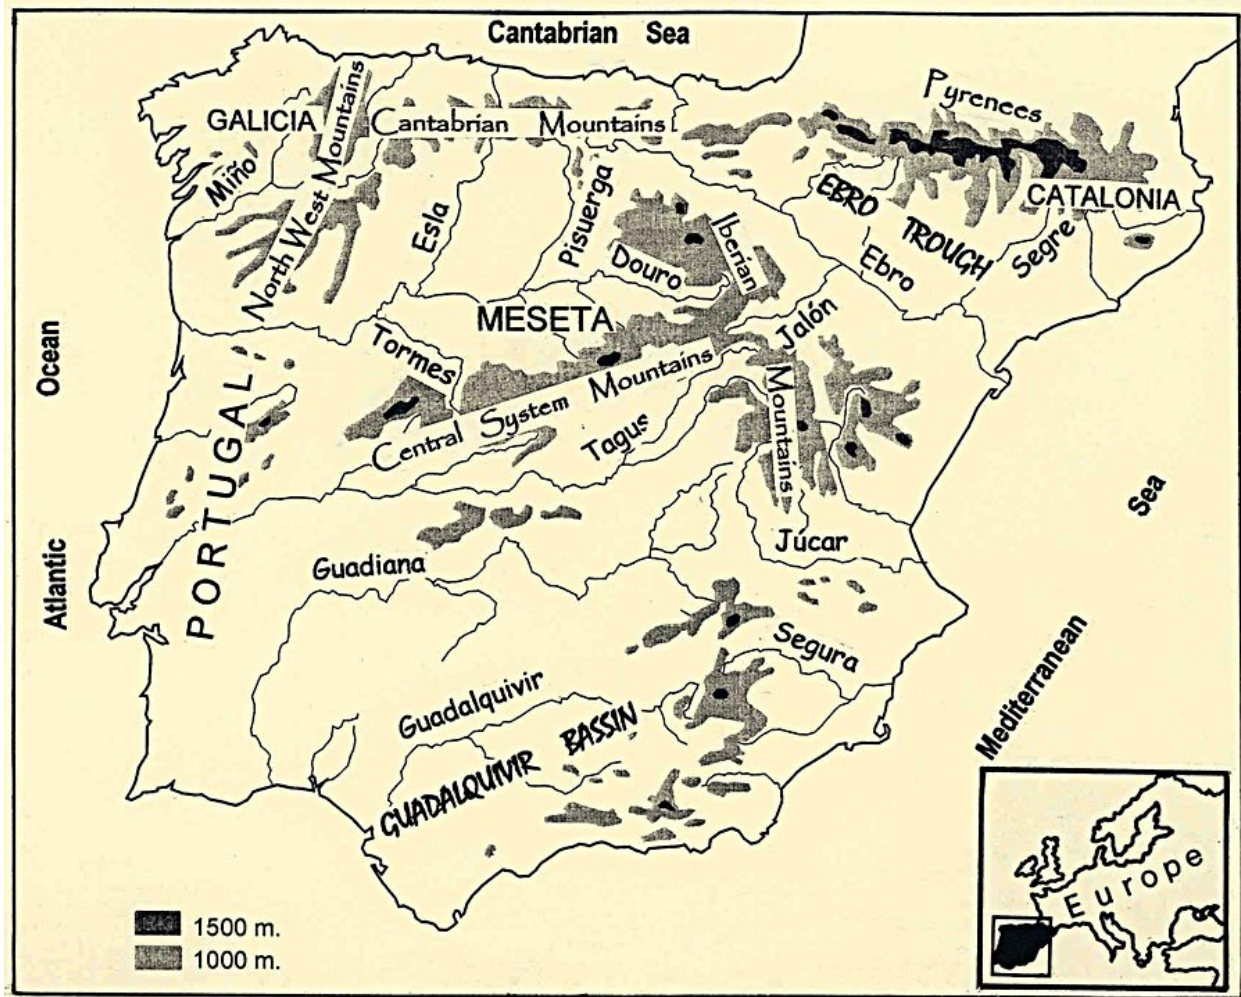 Cantabrian Sea
Pyrenees
GALICIA
North West Mountains
Cantabrian Mountains
Miño
EBRO TROUGH
CATALONIA
Esla
Pisuerga
Iberian
Mountains
Segre
Douro
Ebro
MESETA
Jalón
Ocean
Atlantic
Tormes
Central System Mountains
PORTUGAL
Tagus
Sea
Mediterranean
Júcar
Guadiana
Segura
Guadalquivir
GUADALQUIVIR BASSIN
Europe
1500 m.
1000 m.